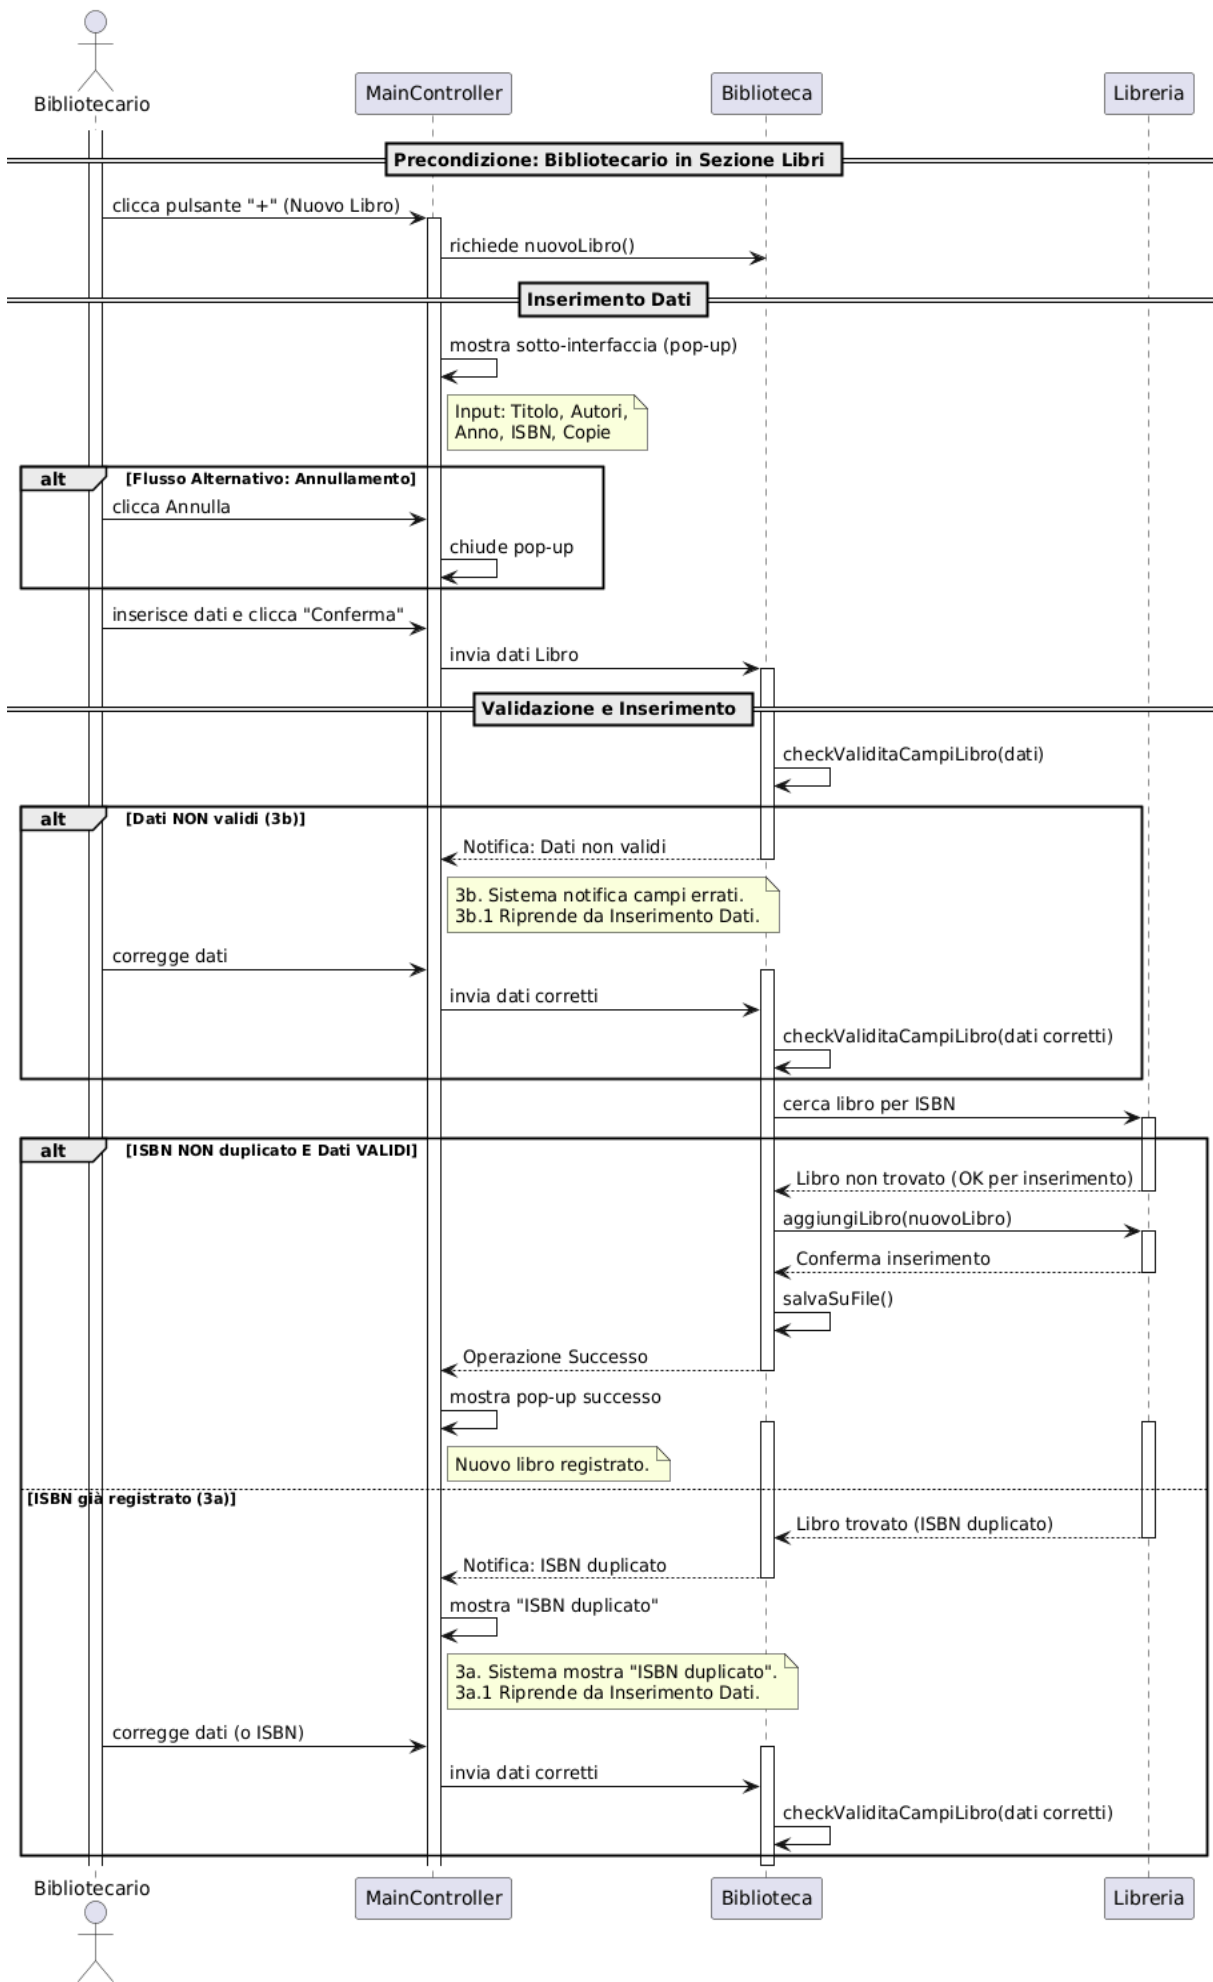 Bibliotecario
MainController
Biblioteca
Libreria
Precondizione: Bibliotecario in Sezione Libri
clicca pulsante "+" (Nuovo Libro)
richiede nuovoLibro()
Inserimento Dati
mostra sotto-interfaccia (pop-up)
Input: Titolo, Autori,
Anno, ISBN, Copie
alt
[Flusso Alternativo: Annullamento]
clicca Annulla
chiude pop-up
inserisce dati e clicca "Conferma"
invia dati Libro
Validazione e Inserimento
checkValiditaCampiLibro(dati)
alt
[Dati NON validi (3b)]
Notifica: Dati non validi
3b. Sistema notifica campi errati.
3b.1 Riprende da Inserimento Dati.
corregge dati
invia dati corretti
checkValiditaCampiLibro(dati corretti)
cerca libro per ISBN
alt
[ISBN NON duplicato E Dati VALIDI]
Libro non trovato (OK per inserimento)
aggiungiLibro(nuovoLibro)
Conferma inserimento
salvaSuFile()
Operazione Successo
mostra pop-up successo
Nuovo libro registrato.
[ISBN già registrato (3a)]
Libro trovato (ISBN duplicato)
Notifica: ISBN duplicato
mostra "ISBN duplicato"
3a. Sistema mostra "ISBN duplicato".
3a.1 Riprende da Inserimento Dati.
corregge dati (o ISBN)
invia dati corretti
checkValiditaCampiLibro(dati corretti)
Bibliotecario
MainController
Biblioteca
Libreria